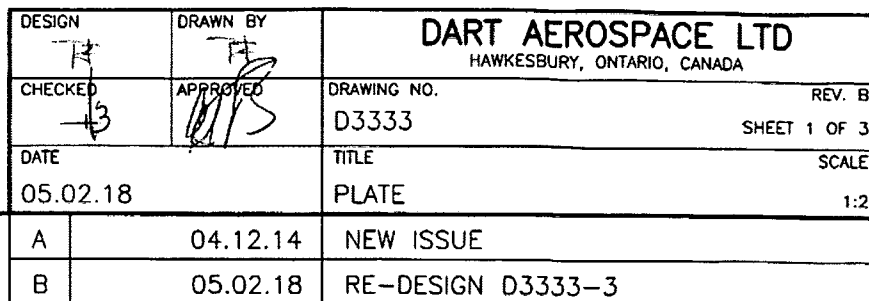 DESIGN
DRAWN BY
DART AEROSPACE LTD
HAWKESBURY, ONTARIO, CANADA
CHECKED
APPROVED
DRAWING NO.
REV. B
D3333
SHEET 1 OF 3
DATE
TITLE
SCALE
05.02.18
PLATE
1:2
A 04.12.14 NEW ISSUE
B 05.02.18 RE-DESIGN D3333-3